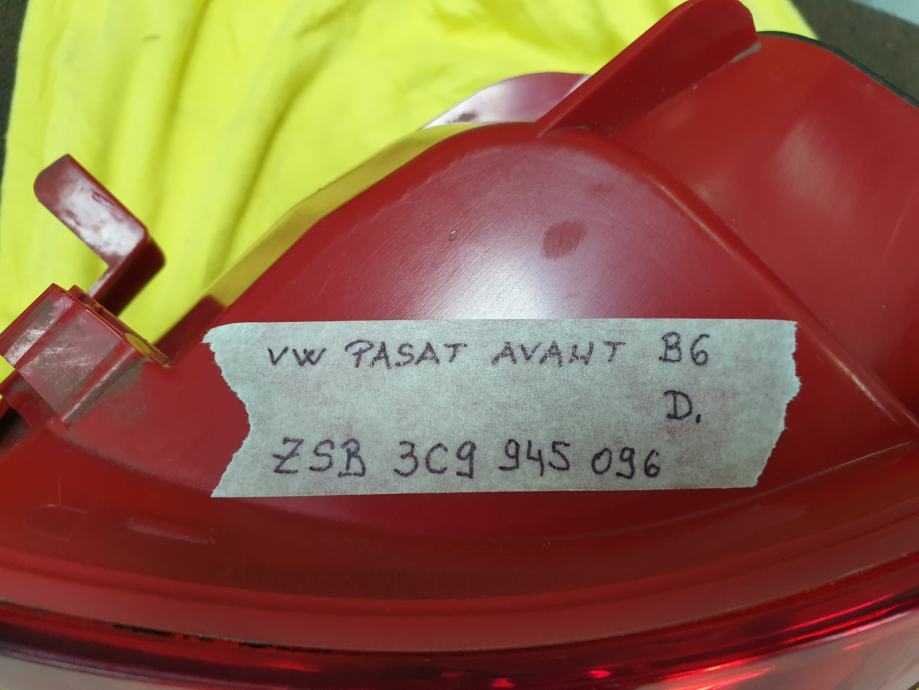 VW PASAT AVANT B6
D.
ZSB 3C9 945 096